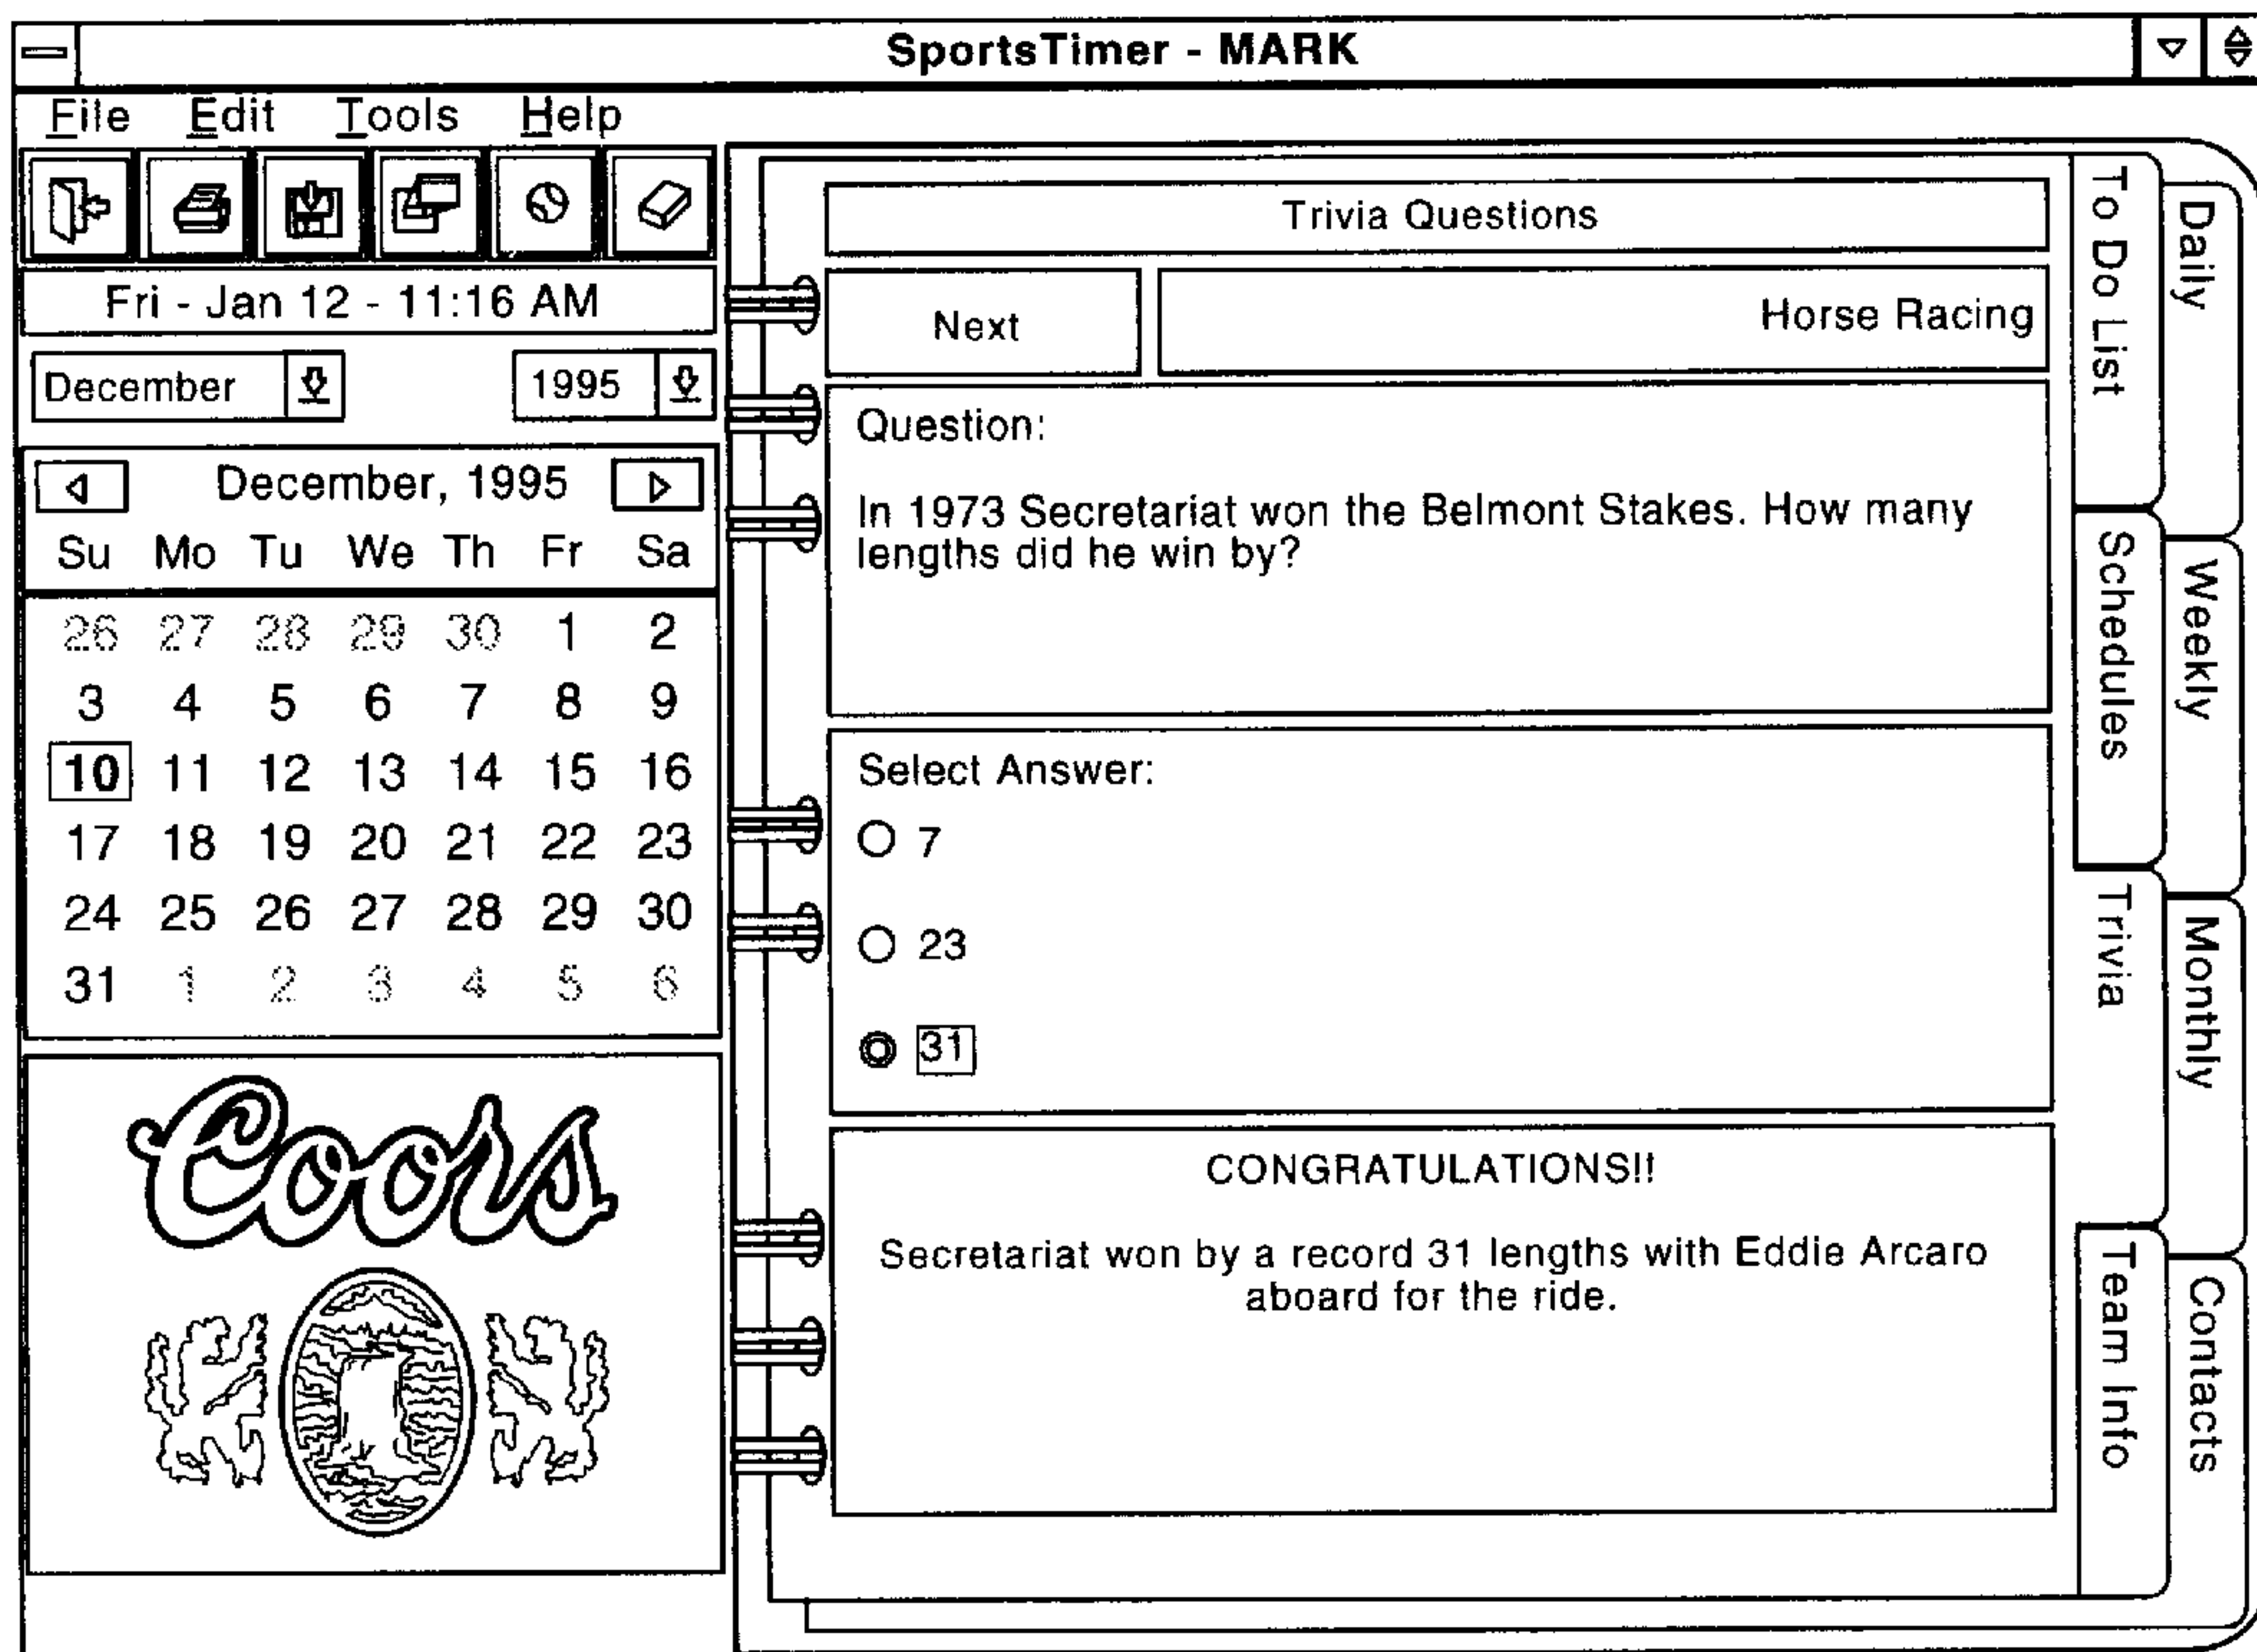 SportsTimer - MARK
File Edit Tools Help
Fri - Jan 12 - 11:16 AM
December 1995
December, 1995
Su Mo Tu We Th Fr Sa
26 27 28 29 30 1 2
3 4 5 6 7 8 9
10 11 12 13 14 15 16
17 18 19 20 21 22 23
24 25 26 27 28 29 30
31 1 2 3 4 5 6
Coors
Trivia Questions
Next
Horse Racing
Question:
In 1973 Secretariat won the Belmont Stakes. How many
lengths did he win by?
Select Answer:
7
23
31
CONGRATULATIONS!!
Secretariat won by a record 31 lengths with Eddie Arcaro
aboard for the ride.
To Do List
Schedules
Trivia
Team Info
Daily
Weekly
Monthly
Contacts